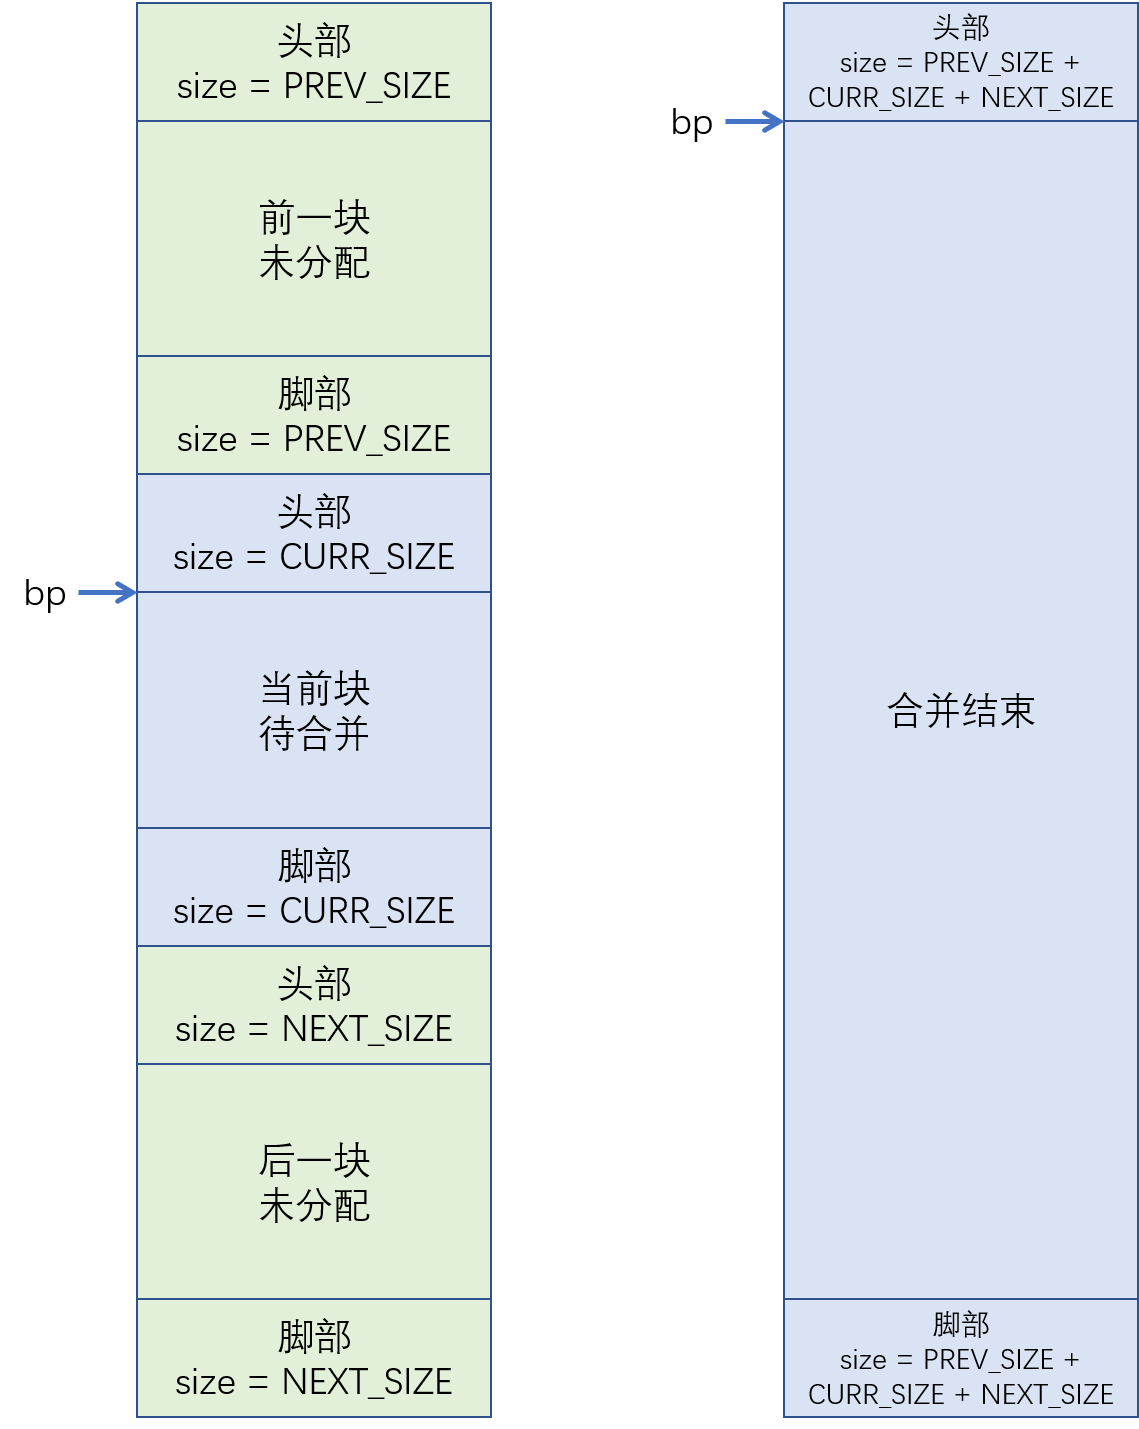 头部
size = PREV_SIZE
前一块
未分配
脚部
size = PREV_SIZE
头部
size = CURR_SIZE
bp
当前块
待合并
脚部
size = CURR_SIZE
头部
size = NEXT_SIZE
后一块
未分配
脚部
size = NEXT_SIZE
头部
size = PREV_SIZE +
CURR_SIZE + NEXT_SIZE
bp
合并结束
脚部
size = PREV_SIZE +
CURR_SIZE + NEXT_SIZE